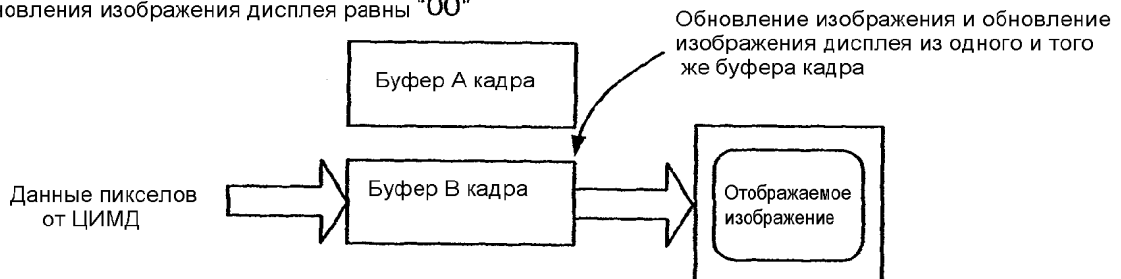 новления изображения дисплея равны "00"
Обновление изображения и обновление
изображения дисплея из одного и того
же буфера кадра
Буфер А кадра
Данные пикселов
от ЦИМД
Буфер В кадра
Отображаемое
изображение